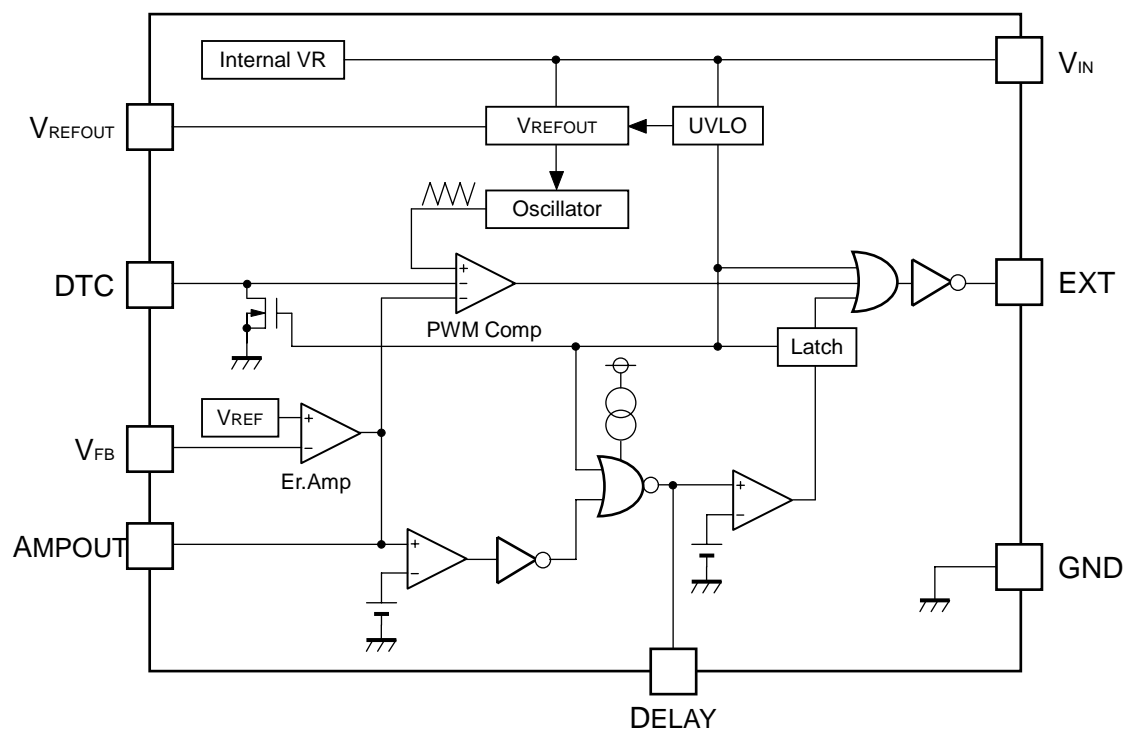 Internal VR
VIN
VREFOUT
VREFOUT
UVLO
Oscillator
DTC
+
−
−
EXT
PWM Comp
Latch
VREF
+
−
VFB
Er.Amp
+
−
AMPOUT
+
−
GND
DELAY